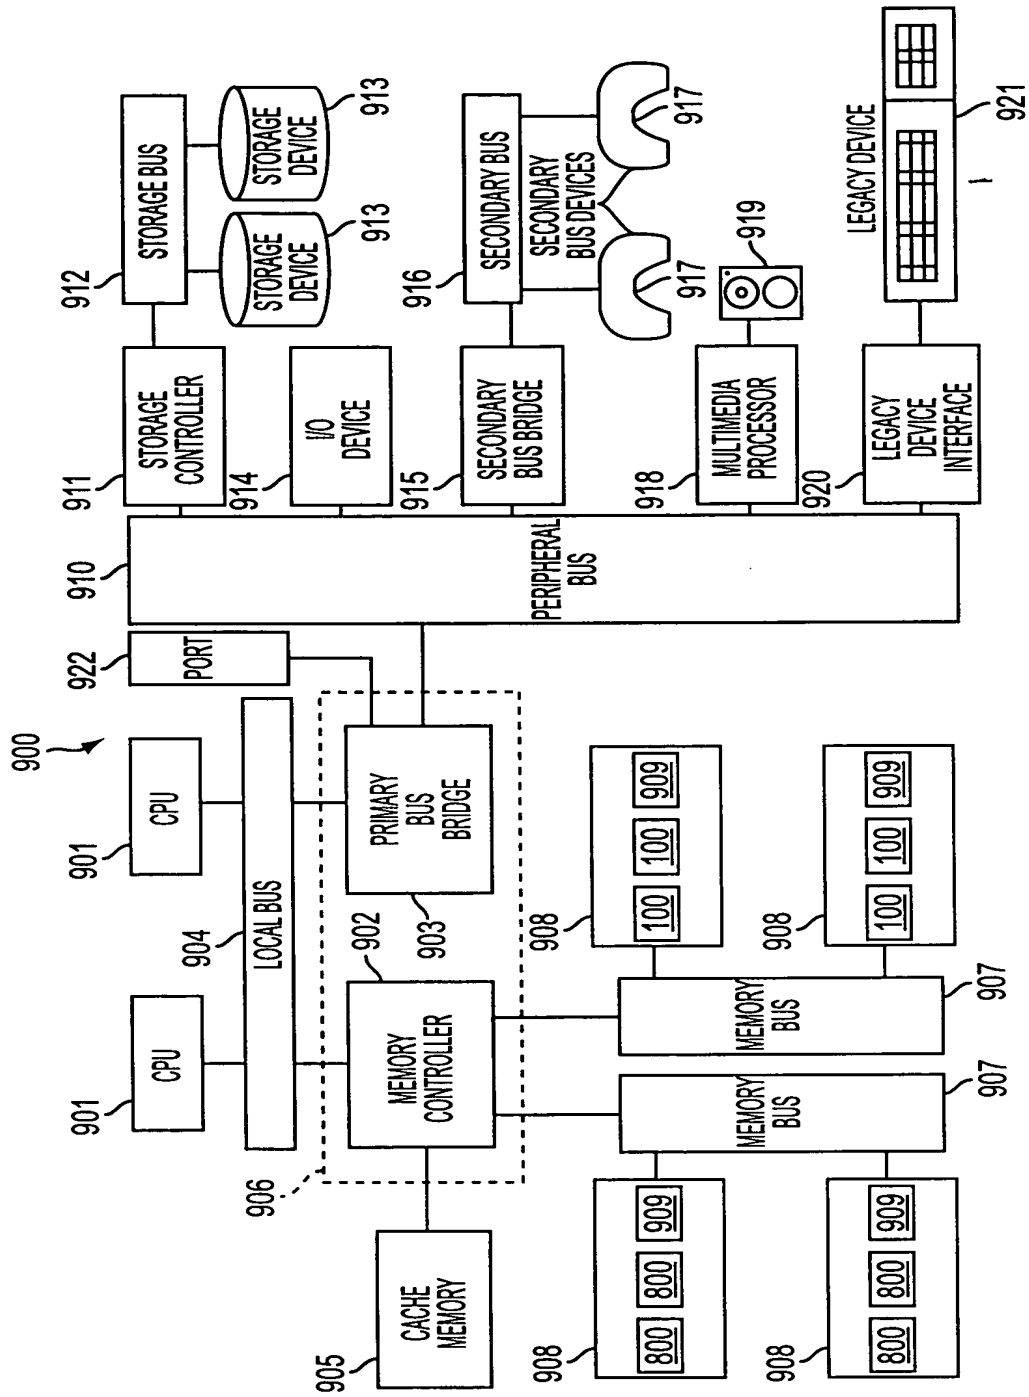 900
901
CPU
901
CPU
904
LOCAL BUS
922
PORT
906
902
MEMORY
CONTROLLER
903
PRIMARY
BUS
BRIDGE
905
CACHE
MEMORY
907
MEMORY
BUS
907
MEMORY
BUS
908
800
800
909
908
800
800
909
908
100
100
909
908
100
100
909
910
PERIPHERAL
BUS
911
STORAGE
CONTROLLER
912
STORAGE BUS
913
STORAGE
DEVICE
913
STORAGE
DEVICE
914
I/O
DEVICE
915
SECONDARY
BUS BRIDGE
916
SECONDARY BUS
SECONDARY
BUS DEVICES
917
917
918
MULTIMEDIA
PROCESSOR
919
920
LEGACY
DEVICE
INTERFACE
LEGACY DEVICE
921